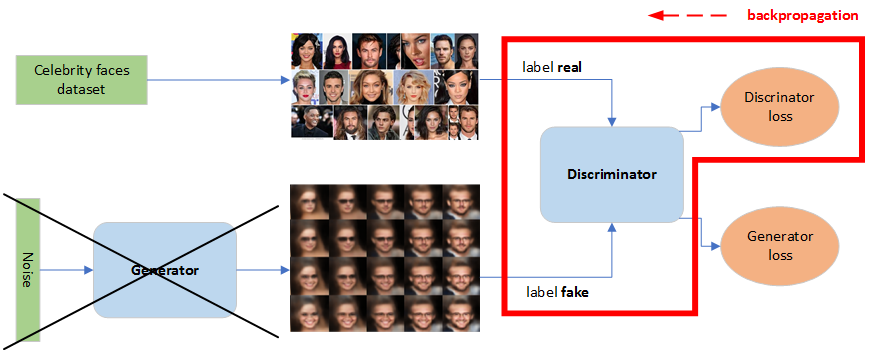 backpropagation
Celebrity faces
dataset
label real
Discrinator
loss
Discriminator
Noise
Generator
Generator
loss
label fake